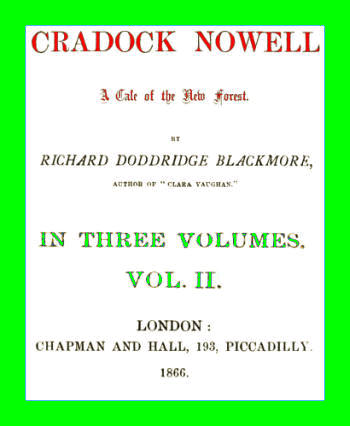 CRADOCK NOWELL
A Tale of the New Forest.
BY
RICHARD DODDRIDGE BLACKMORE,
AUTHOR OF "CLARA VAUGHAN."
IN THREE VOLUMES.
VOL. II.
LONDON:
CHAPMAN AND HALL, 193, PICCADILLY.
1866.